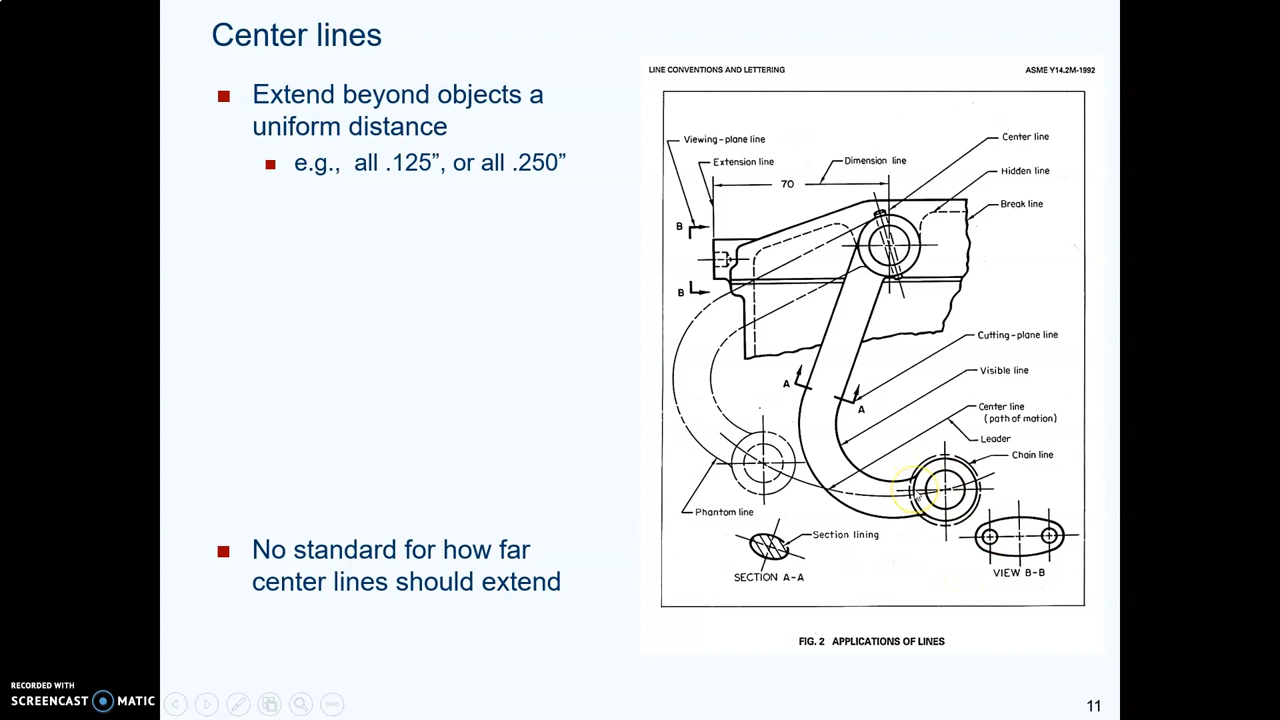 Center lines
Extend beyond objects a
uniform distance
e.g., all .125”, or all .250”
No standard for how far
center lines should extend
LINE CONVENTIONS AND LETTERING
ASME Y14.2M-1992
Viewing-plane line
Extension line
Dimension line
Center line
Hidden line
Break line
70
B
B
Cutting-plane line
Visible line
A
A
Center line
(path of motion)
Leader
Chain line
Phantom line
Section lining
SECTION A-A
VIEW B-B
FIG. 2 APPLICATIONS OF LINES
RECORDED WITH
SCREENCAST MATIC
11